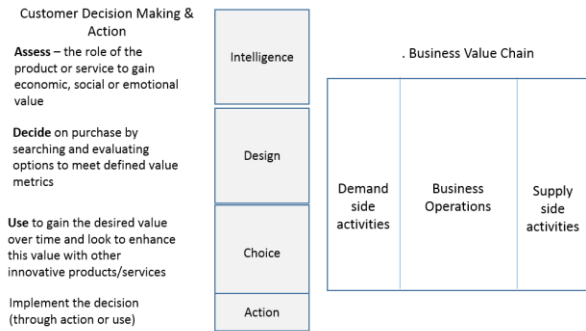 Customer Decision Making &
Action
Assess – the role of the
product or service to gain
economic, social or emotional
value
Decide on purchase by
searching and evaluating
options to meet defined value
metrics
Use to gain the desired value
over time and look to enhance
this value with other
innovative products/services
Implement the decision
(through action or use)
Intelligence
Design
Choice
Action
. Business Value Chain
Demand
side
activities
Business
Operations
Supply
side
activities